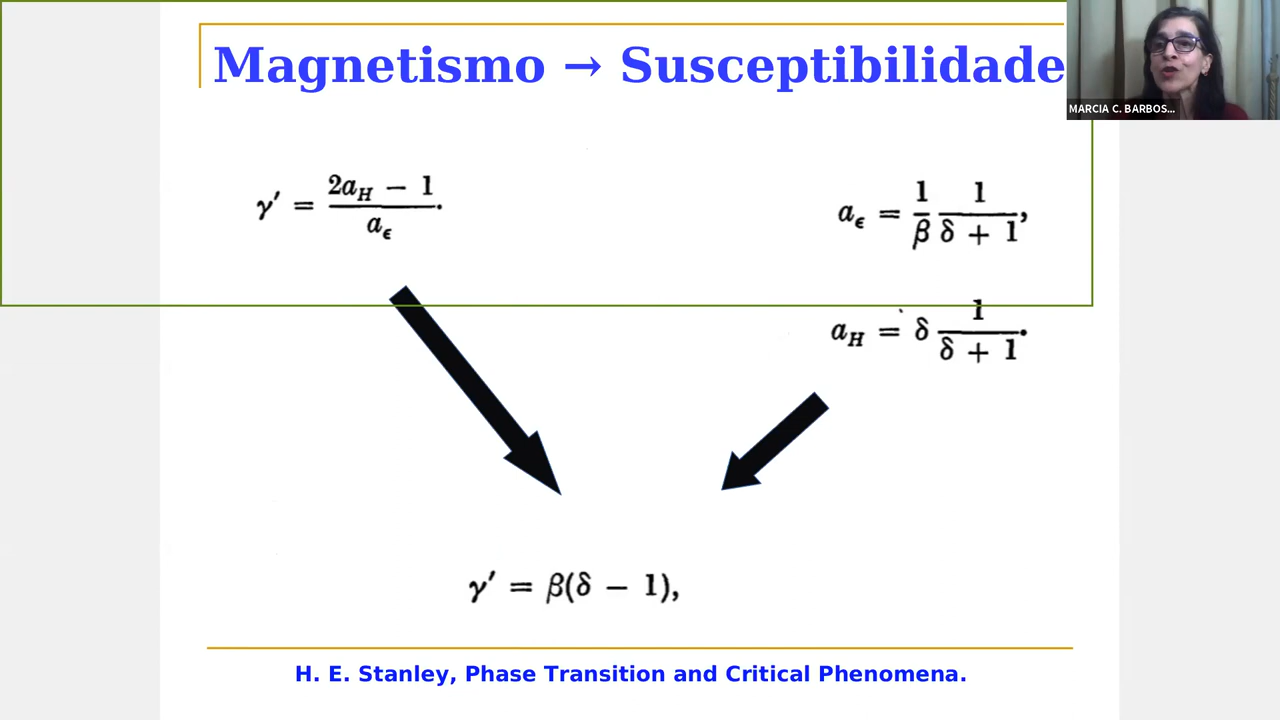 Magnetismo → Susceptibilidade
MARCIA C. BARBOS...
γ′ = (2a_H − 1)/a_ϵ.
a_ϵ = 1/β 1/(δ + 1),
a_H = δ 1/(δ + 1).
γ′ = β(δ − 1),
H. E. Stanley, Phase Transition and Critical Phenomena.